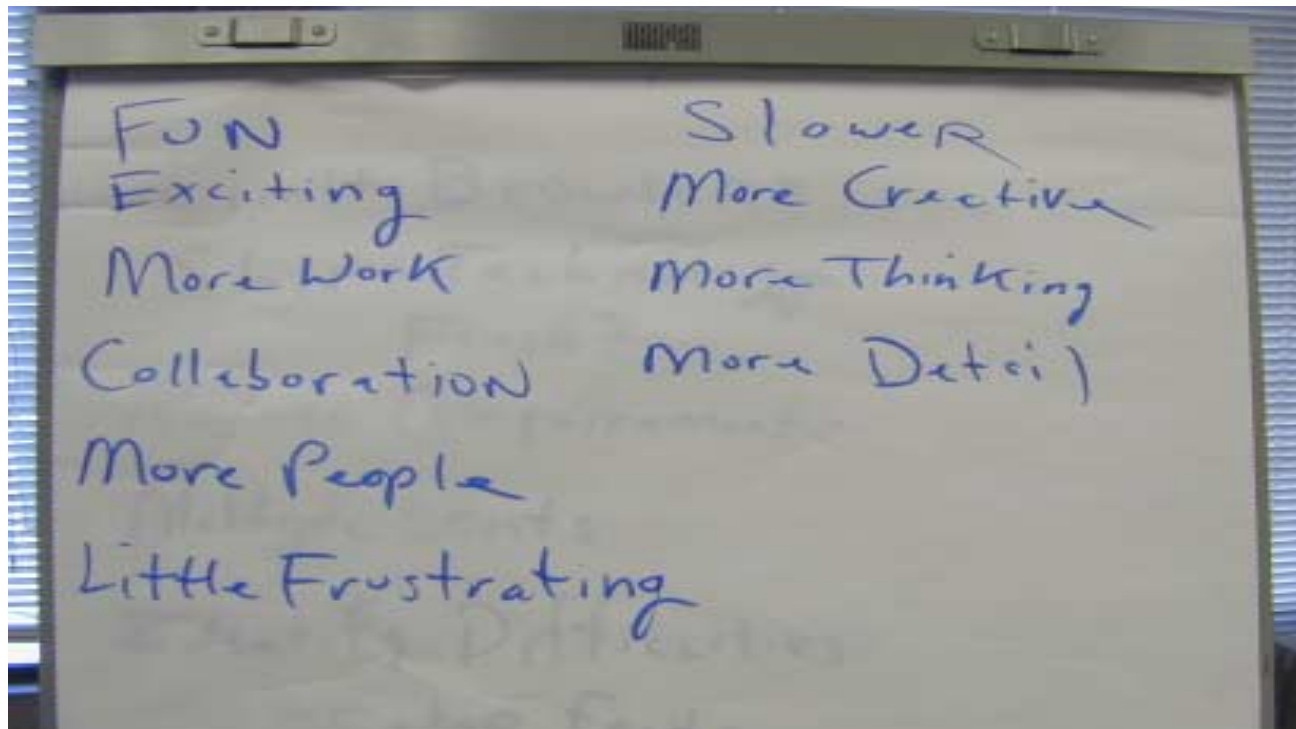 FUN
Exciting
More Work
Collaboration
More People
Little Frustrating
Slower
More Creative
More Thinking
More Detail